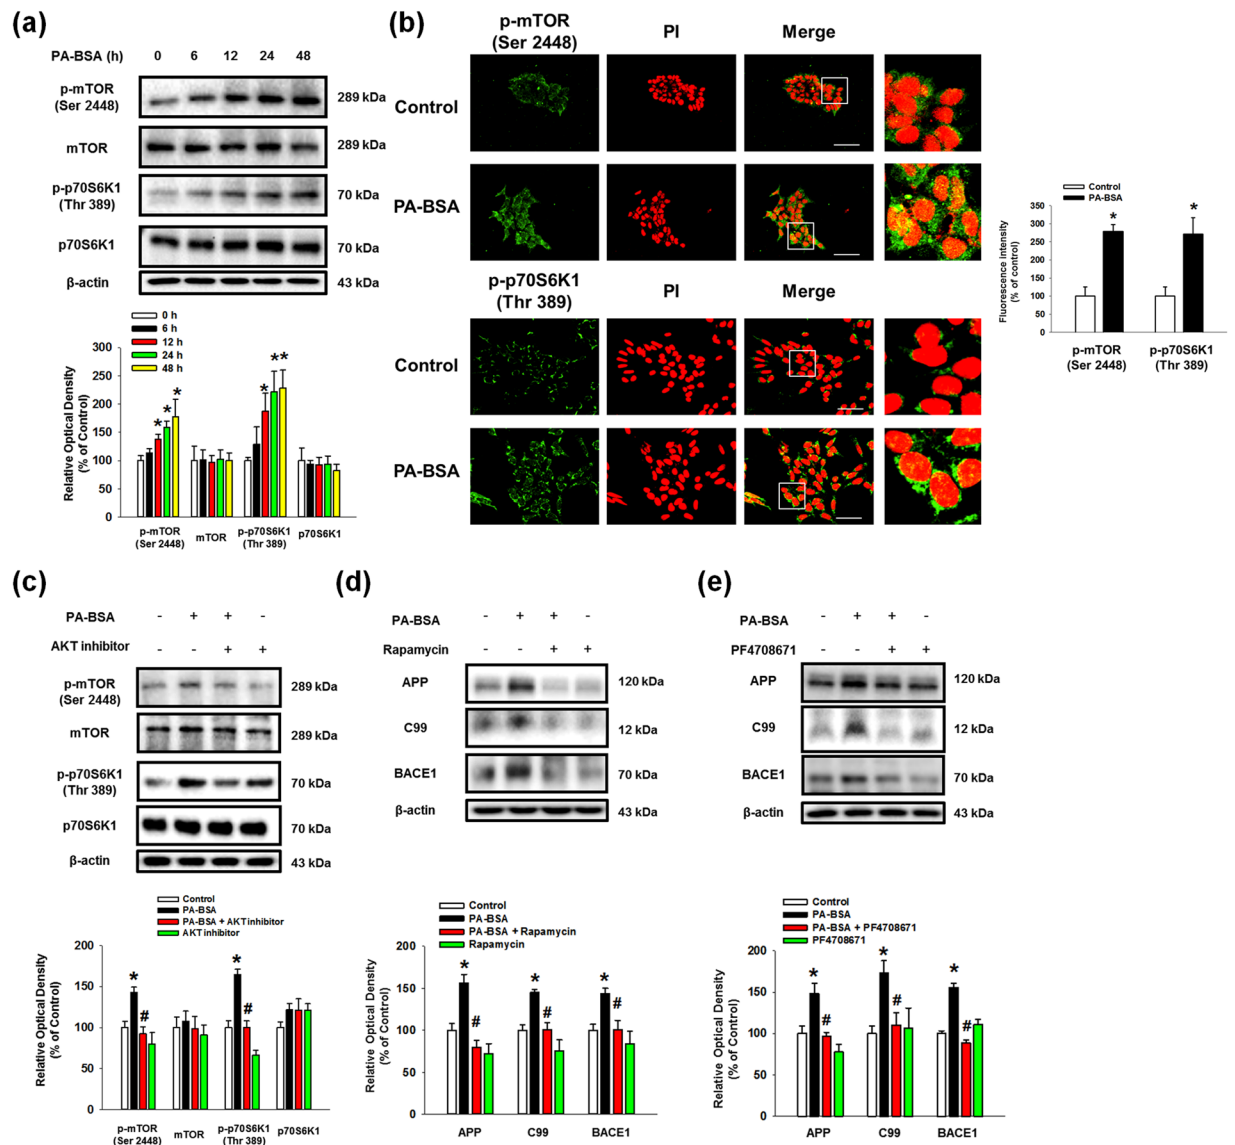 (a)
PA-BSA (h) 0 6 12 24 48
p-mTOR
(Ser 2448)
289 kDa
mTOR
289 kDa
p-p70S6K1
(Thr 389)
70 kDa
p70S6K1
70 kDa
β-actin
43 kDa
0 h
6 h
12 h
24 h
48 h
Relative Optical Density
(% of Control)
300
250
200
150
100
50
0
* * * * * *
p-mTOR
(Ser 2448)
mTOR
p-p70S6K1
(Thr 389)
p70S6K1
(b)
p-mTOR
(Ser 2448)
PI
Merge
Control
PA-BSA
p-p70S6K1
(Thr 389)
PI
Merge
Control
PA-BSA
Control
PA-BSA
Fluorescence intensity
(% of control)
350
300
250
200
150
100
50
0
* *
p-mTOR
(Ser 2448)
p-p70S6K1
(Thr 389)
(c)
PA-BSA - + + -
AKT inhibitor - - + +
p-mTOR
(Ser 2448)
289 kDa
mTOR
289 kDa
p-p70S6K1
(Thr 389)
70 kDa
p70S6K1
70 kDa
β-actin
43 kDa
Control
PA-BSA
PA-BSA + AKT inhibitor
AKT inhibitor
Relative Optical Density
(% of Control)
200
150
100
50
0
* # * #
p-mTOR
(Ser 2448)
mTOR
p-p70S6K1
(Thr 389)
p70S6K1
(d)
PA-BSA - + + -
Rapamycin - - + +
APP
120 kDa
C99
12 kDa
BACE1
70 kDa
β-actin
43 kDa
Control
PA-BSA
PA-BSA + Rapamycin
Rapamycin
Relative Optical Density
(% of Control)
200
150
100
50
0
* # * # * #
APP
C99
BACE1
(e)
PA-BSA - + + -
PF4708671 - - + +
APP
120 kDa
C99
12 kDa
BACE1
70 kDa
β-actin
43 kDa
Control
PA-BSA
PA-BSA + PF4708671
PF4708671
Relative Optical Density
(% of Control)
200
150
100
50
0
* # * # * #
APP
C99
BACE1